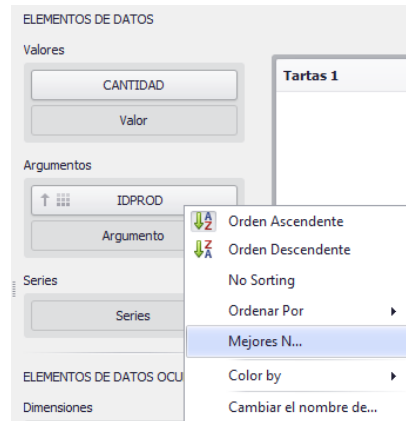 ELEMENTOS DE DATOS
Valores
CANTIDAD
Valor
Argumentos
IDPROD
Argumento
Series
Series
ELEMENTOS DE DATOS OCU
Dimensiones
Tartas 1
Orden Ascendente
Orden Descendente
No Sorting
Ordenar Por
Mejores N...
Color by
Cambiar el nombre de...